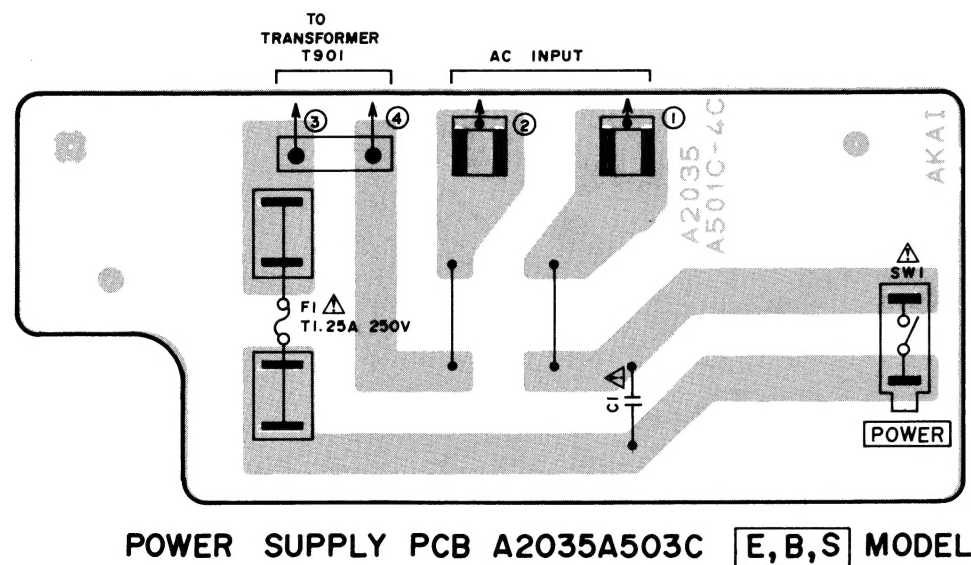 TO
TRANSFORMER
T901
AC INPUT
③ ④ ② ①
A2035
A501C-4C
AKAI
F1 ⚠
T1.25A 250V
C1 ⚠
⚠
SW1
POWER
POWER SUPPLY PCB A2035A503C E,B,S MODEL